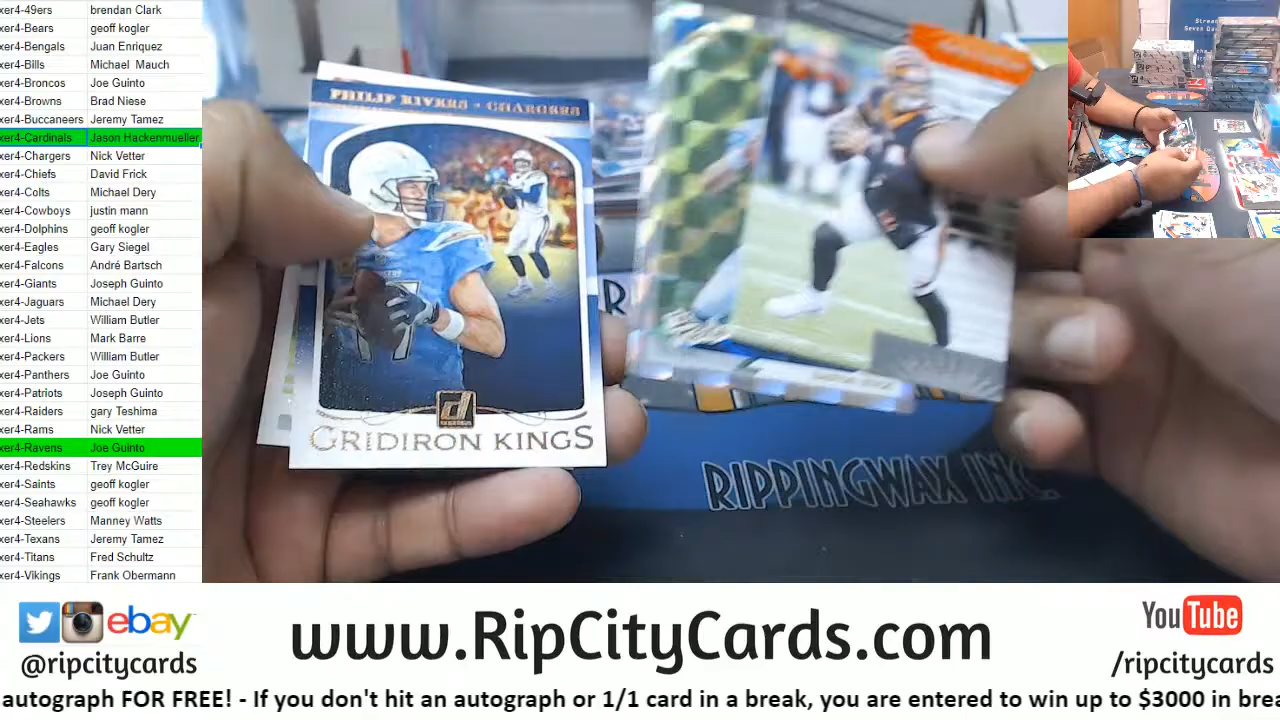 xer4-49ers brendan Clark
xer4-Bears geoff kogler
xer4-Bengals Juan Enriquez
xer4-Bills Michael Mauch
xer4-Broncos Joe Guinto
xer4-Browns Brad Niese
xer4-Buccaneers Jeremy Tamez
xer4-Cardinals Jason Hackenmueller
xer4-Chargers Nick Vetter
xer4-Chiefs David Frick
xer4-Colts Michael Dery
xer4-Cowboys justin mann
xer4-Dolphins geoff kogler
xer4-Eagles Gary Siegel
xer4-Falcons André Bartsch
xer4-Giants Joseph Guinto
xer4-Jaguars Michael Dery
xer4-Jets William Butler
xer4-Lions Mark Barre
xer4-Packers William Butler
xer4-Panthers Joe Guinto
xer4-Patriots Joseph Guinto
xer4-Raiders gary Teshima
xer4-Rams Nick Vetter
xer4-Ravens Joe Guinto
xer4-Redskins Trey McGuire
xer4-Saints geoff kogler
xer4-Seahawks geoff kogler
xer4-Steelers Manney Watts
xer4-Texans Jeremy Tamez
xer4-Titans Fred Schultz
xer4-Vikings Frank Obermann
PHILIP RIVERS • CHARGERS
GRIDIRON KINGS
RIPPINGWAX INC.
ebay
@ripcitycards
www.RipCityCards.com
YouTube
/ripcitycards
autograph FOR FREE! - If you don't hit an autograph or 1/1 card in a break, you are entered to win up to $3000 in brea